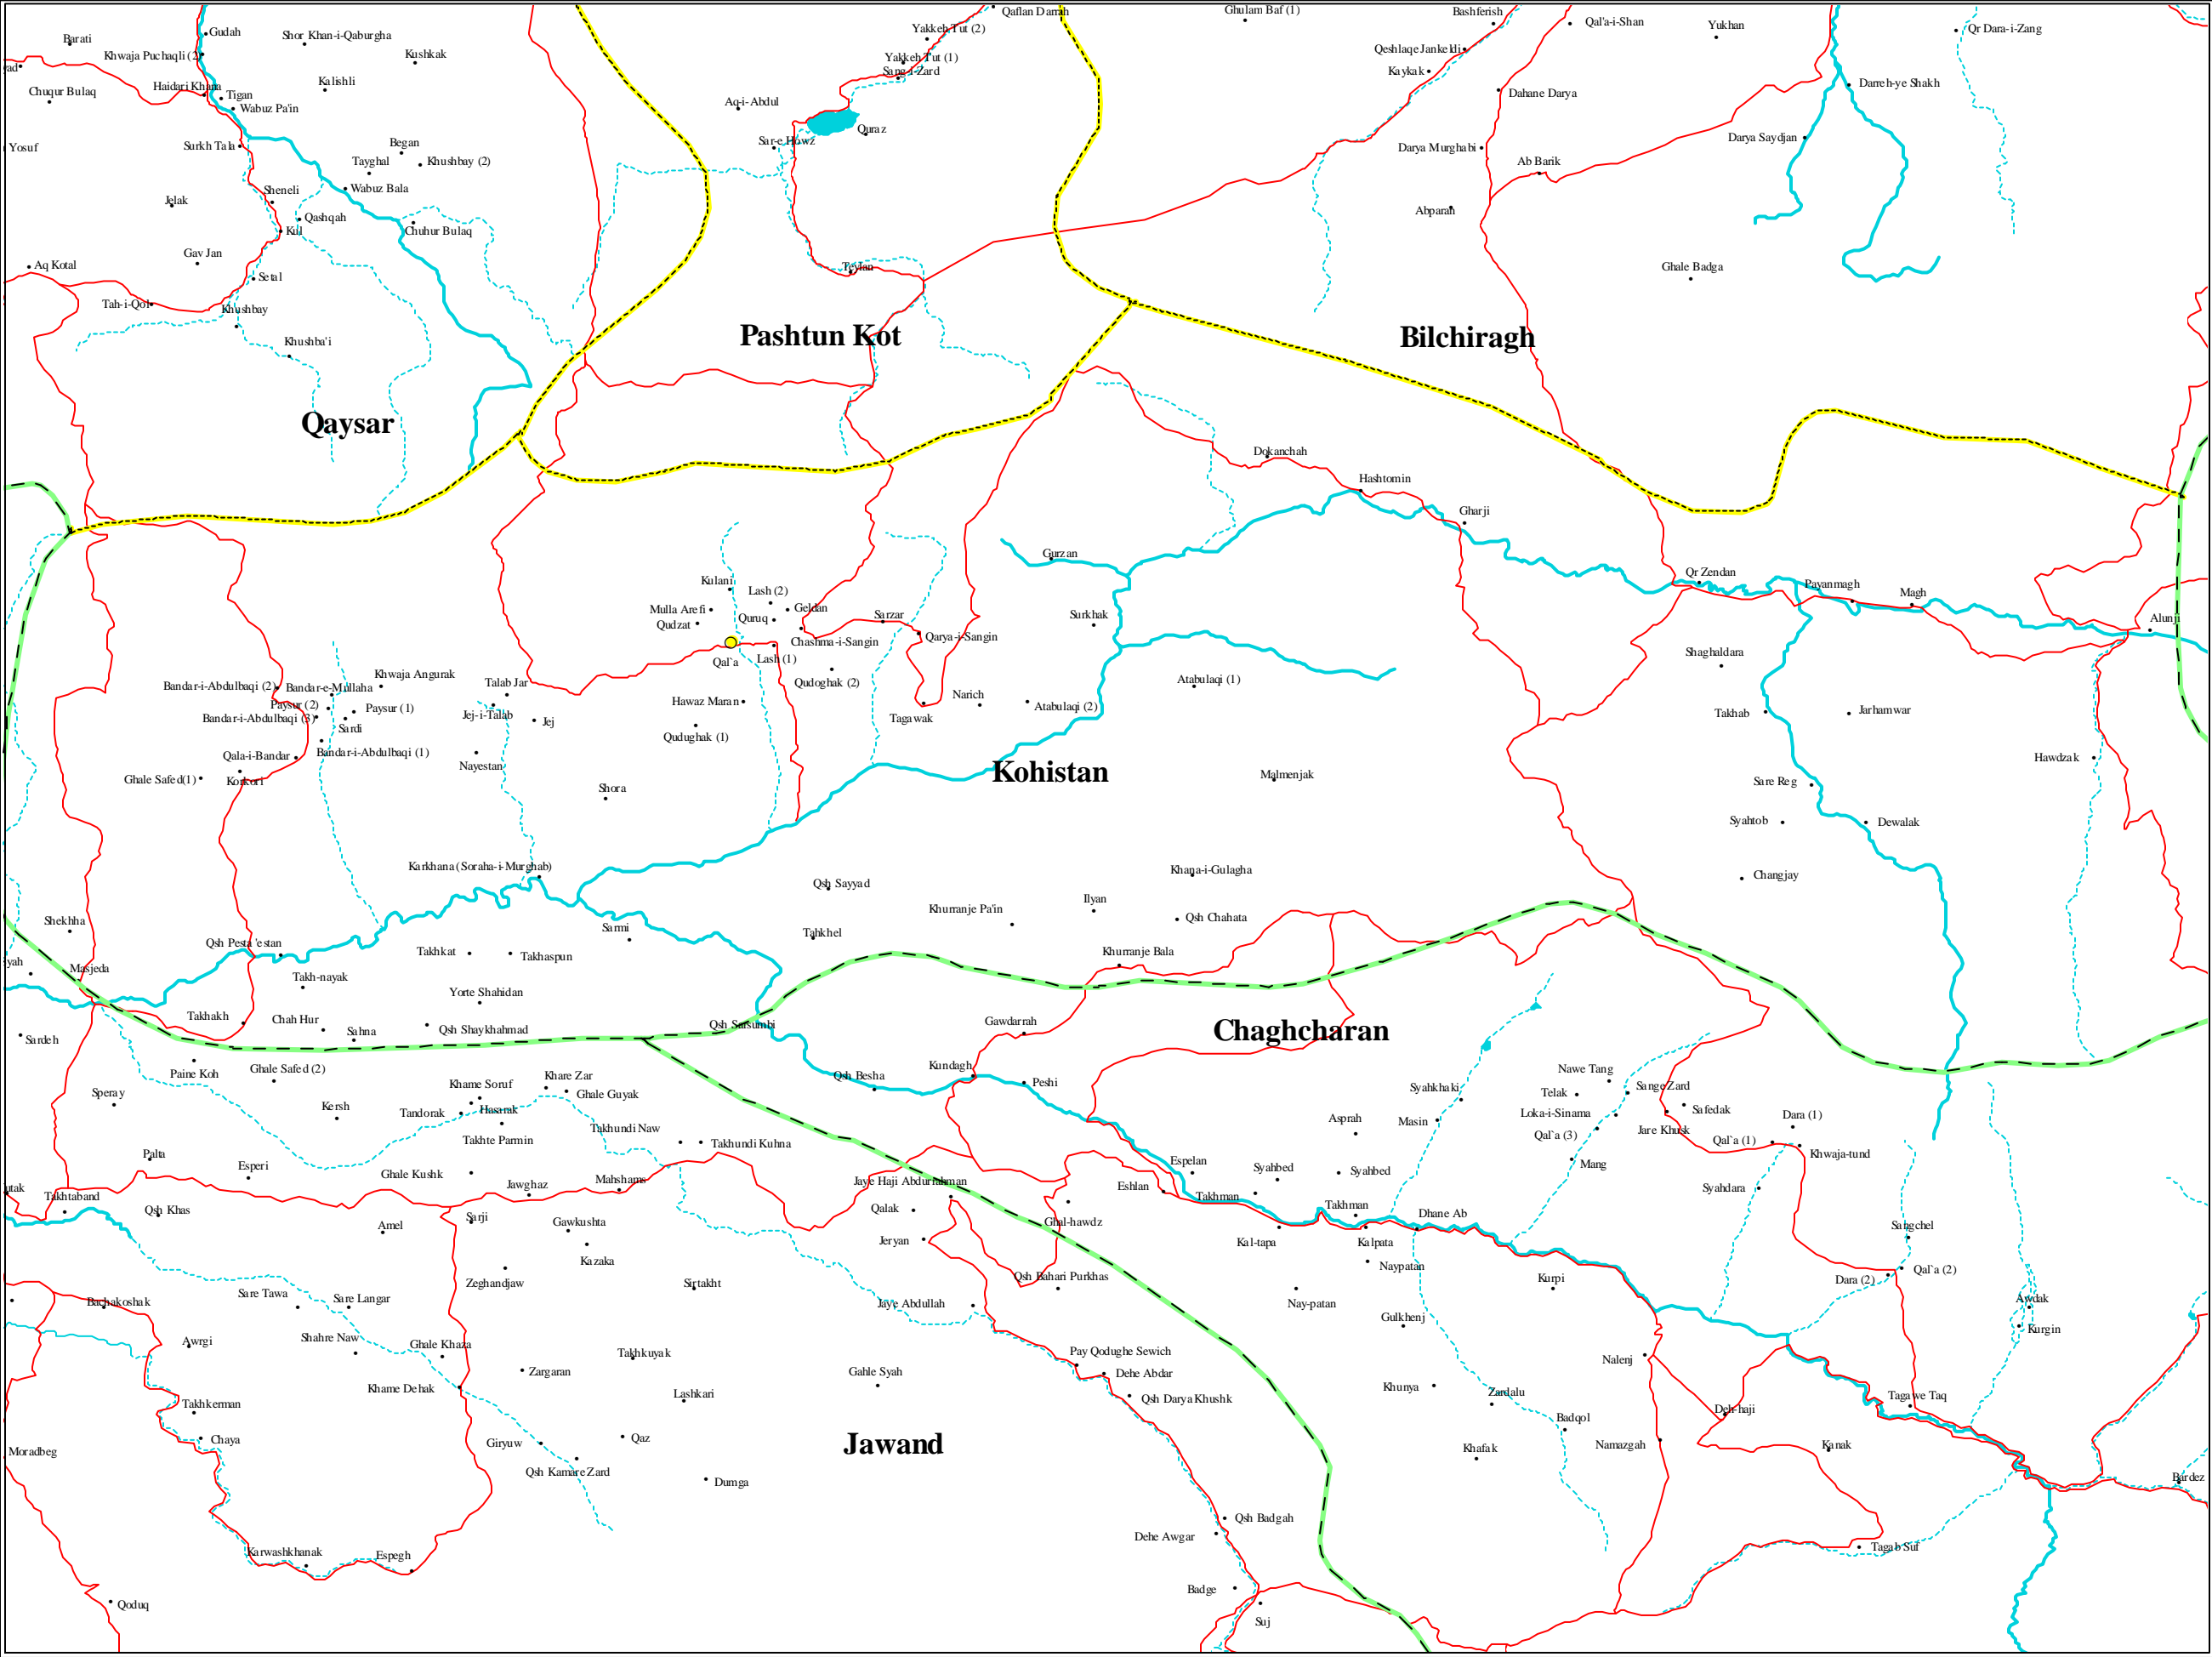 Qaflan Darrah
Ghulam Baf (1)
Bashferish
Qal'a-i-Shan
Yukhan
Qr Dara-i-Zang
Gudah
Shor Khan-i-Qaburgha
Barati
Yakkeh Tut (2)
Khwaja Puchaqli (2)
Kushkak
Yakkeh Tut (1)
Sang-i-Zard
Qeshlaqe Jankeldi
Kaykak
Haidari Khana
Tigan
Kalishli
Chuqur Bulaq
Wabuz Pa'in
Aq-i-Abdul
Dahane Darya
Darreh-ye Shakh
Quraz
Sar-e Howz
Surkh Tala
Began
Yosuf
Tayghal
Khushbay (2)
Darya Murghabi
Ab Barik
Darya Saydjan
Wabuz Bala
Sheneli
Jelak
Qashqah
Kul
Chuhur Bulaq
Abparan
Gav Jan
Aq Kotal
Setal
Taylan
Ghale Badga
Tah-i-Qol
Khushbay
Khushba'i
Pashtun Kot
Bilchiragh
Qaysar
Dokanchah
Hashtomin
Gharji
Gurzan
Kulani
Lash (2)
Qr Zendan
Payanmagh
Magh
Mulla Arefi
Geldan
Qudzat
Quruq
Sarzar
Surkhak
Alunji
Chashma-i-Sangin
Qarya-i-Sangin
Qal`a
Lash (1)
Shaghaldara
Khwaja Angurak
Bandar-i-Abdulbaqi (2)
Bandar-e-Mullaha
Talab Jar
Qudoghak (2)
Atabulaqi (1)
Paysur (2)
Paysur (1)
Hawaz Maran
Narich
Atabulaqi (2)
Bandar-i-Abdulbaqi (3)
Jej-i-Talab
Jej
Tagawak
Takhab
Jarhamwar
Sardi
Qudughak (1)
Bandar-i-Abdulbaqi (1)
Qala-i-Bandar
Nayestan
Hawdzak
Ghale Safed(1)
Korkori
Kohistan
Malmenjak
Sare Reg
Shora
Syahtob
Dewalak
Karkhana (Soraha-i-Murghab)
Qsh Sayyad
Khana-i-Gulagha
Changjay
Khurranje Pa'in
Ilyan
Qsh Chahata
Shekhha
Sarmi
Tahkhel
Qsh Pesta 'estan
Takhkat
Takhaspun
Khurranje Bala
yah
Masjeda
Takh-nayak
Yorte Shahidan
Takhakh
Chah Hur
Sahna
Qsh Shaykhahmad
Qsh Sarsumbi
Gawdarrah
Chaghcharan
Sardeh
Paine Koh
Ghale Safed (2)
Kundagh
Qsh Besha
Peshi
Nawe Tang
Khare Zar
Khame Soruf
Ghale Guyak
Syahkhaki
Telak
Sange Zard
Speray
Kersh
Tandorak
Hasarak
Asprah
Masin
Loka-i-Sinama
Safedak
Dara (1)
Takhundi Naw
Takhundi Kuhna
Takhte Parmin
Qal`a (3)
Jare Khusk
Qal`a (1)
Khwaja-tund
Palta
Esperi
Ghale Kushk
Espelan
Syahbed
Syahbed
Mang
Mahshams
Jaye Haji Abdurrahman
Eshlan
Syahdara
utak
Takhtaband
Jawghaz
Takhman
Takhman
Qsh Khas
Sarji
Qalak
Ghal-hawdz
Dhane Ab
Amel
Gawkushta
Sangchel
Jeryan
Kal-tapa
Kalpata
Kazaka
Naypatan
Zeghandjaw
Sirtakht
Qsh Bahari Purkhas
Kurpi
Dara (2)
Qal`a (2)
Sare Tawa
Sare Langar
Bachakoshak
Jaye Abdullah
Nay-patan
Awdak
Gulkhenj
Kurgin
Awrgi
Shahre Naw
Ghale Khaza
Takhkuyak
Pay Qodughe Sewich
Nalenj
Zargaran
Gahle Syah
Dehe Abdar
Khame Dehak
Lashkari
Qsh Darya Khushk
Khunya
Zardalu
Tagawe Taq
Takhkerman
Deh-haji
Badqol
Chaya
Giryuw
Qaz
Jawand
Khafak
Namazgah
Kanak
Moradbeg
Qsh Kamare Zard
Dumga
Bardez
Qsh Badgah
Dehe Awgar
Karwashkhanak
Espegh
Tagab Suf
Badge
Qoduq
Suj